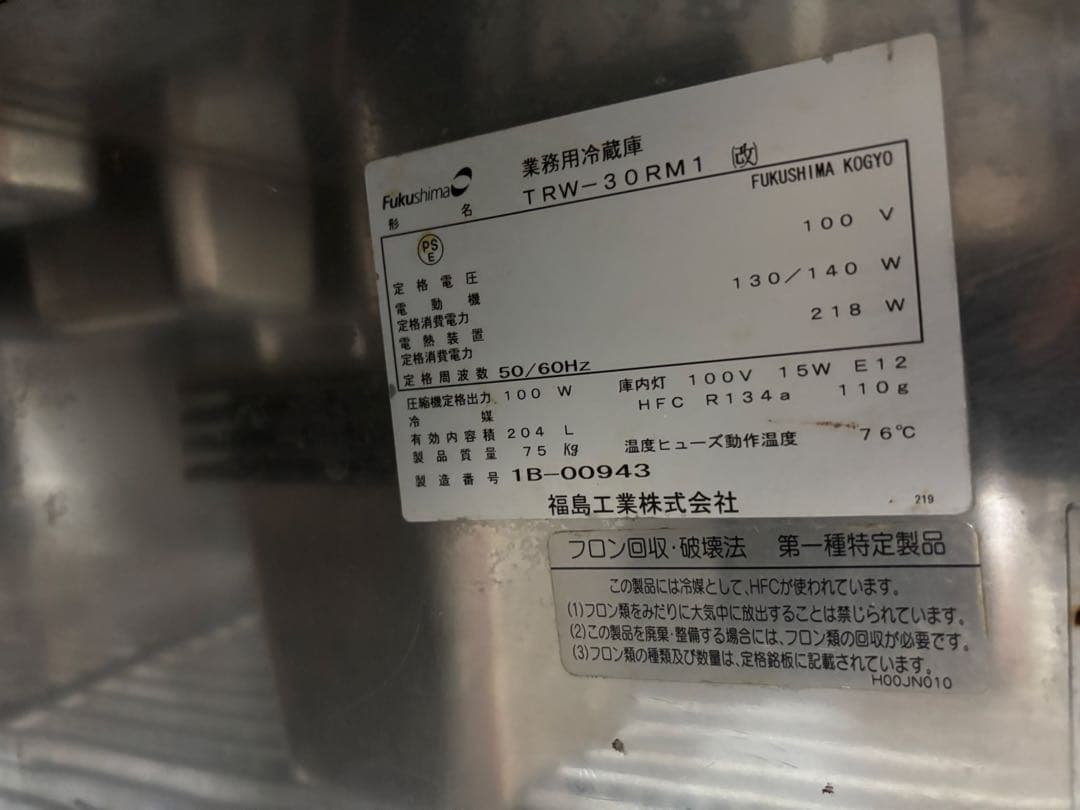 Fukushima 業務用冷蔵庫
形名 TRW-30RM1 改 FUKUSHIMA KOGYO
PSE
定格電圧 100 V
電動機定格消費電力 130/140 W
電熱装置定格消費電力 218 W
定格周波数 50/60Hz
圧縮機定格出力 100 W 庫内灯 100V 15W E12
冷媒 HFC R134a 110g
有効内容積 204 L
製品質量 75 kg 温度ヒューズ動作温度 76℃
製造番号 1B-00943
福島工業株式会社 219
フロン回収・破壊法 第一種特定製品
この製品には冷媒として、HFCが使われています。
(1)フロン類をみだりに大気中に放出することは禁じられています。
(2)この製品を廃棄・整備する場合には、フロン類の回収が必要です。
(3)フロン類の種類及び数量は、定格銘板に記載されています。
H00JN010